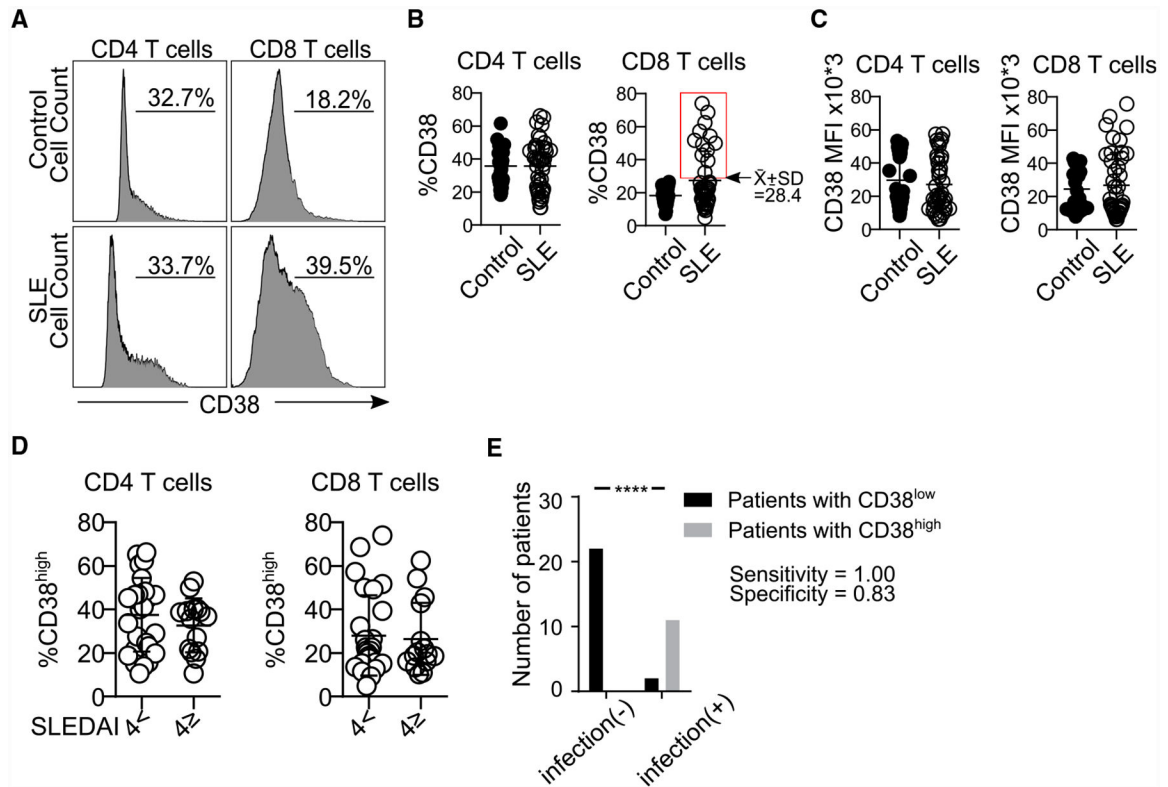 A
CD4 T cells CD8 T cells
Control
Cell Count
32.7% 18.2%
SLE
Cell Count
33.7% 39.5%
CD38
B
CD4 T cells CD8 T cells
%CD38
80
60
40
20
0
Control SLE
%CD38
80
60
40
20
0
Control SLE
X̄±SD
=28.4
C
CD4 T cells CD8 T cells
CD38 MFI x10*3
80
60
40
20
0
Control SLE
CD38 MFI x10*3
80
60
40
20
0
Control SLE
D
CD4 T cells CD8 T cells
%CD38high
80
60
40
20
0
SLEDAI 4< 4≥
%CD38high
80
60
40
20
0
4< 4≥
E
Number of patients
30
20
10
0
****
infection(-) infection(+)
Patients with CD38low
Patients with CD38high
Sensitivity = 1.00
Specificity = 0.83